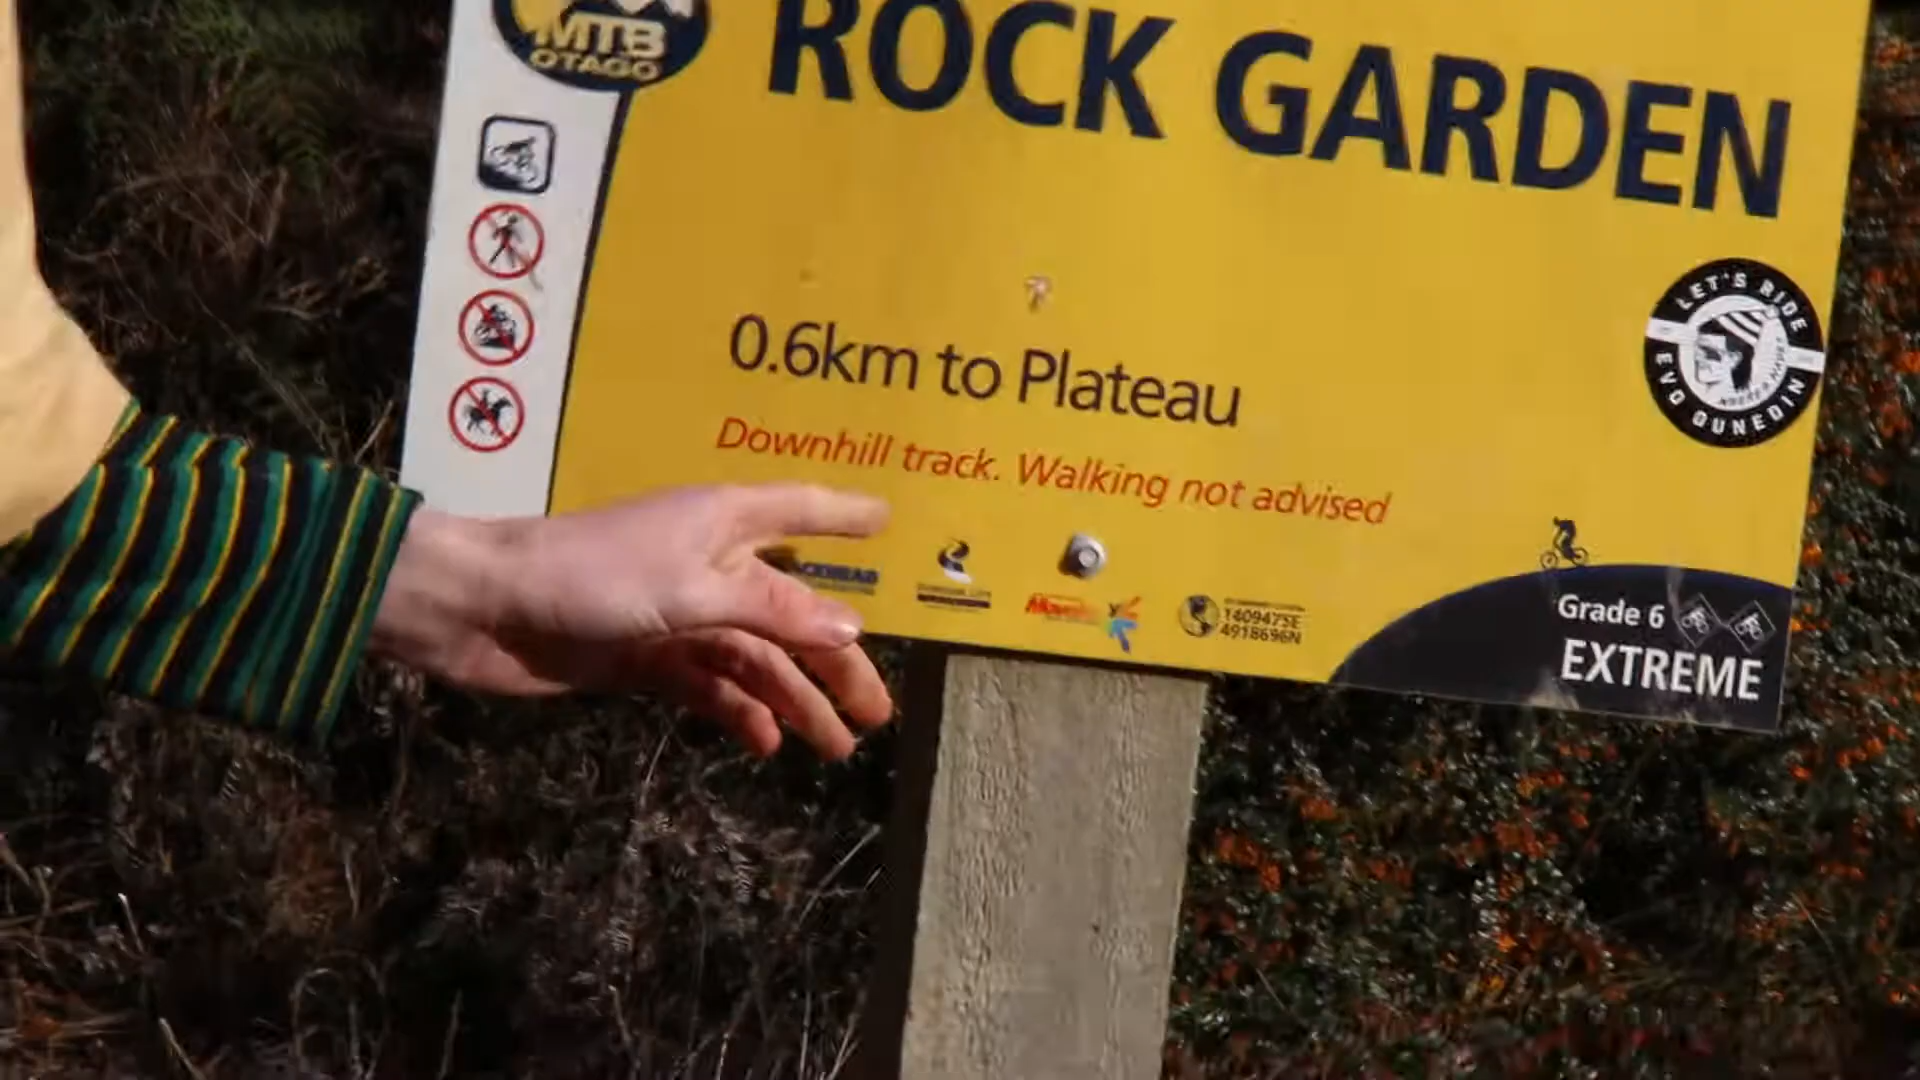 MTB
OTAGO
ROCK GARDEN
LET'S RIDE
EVO DUNEDIN
0.6km to Plateau
Downhill track. Walking not advised
1409475E
4918696N
Grade 6
EXTREME